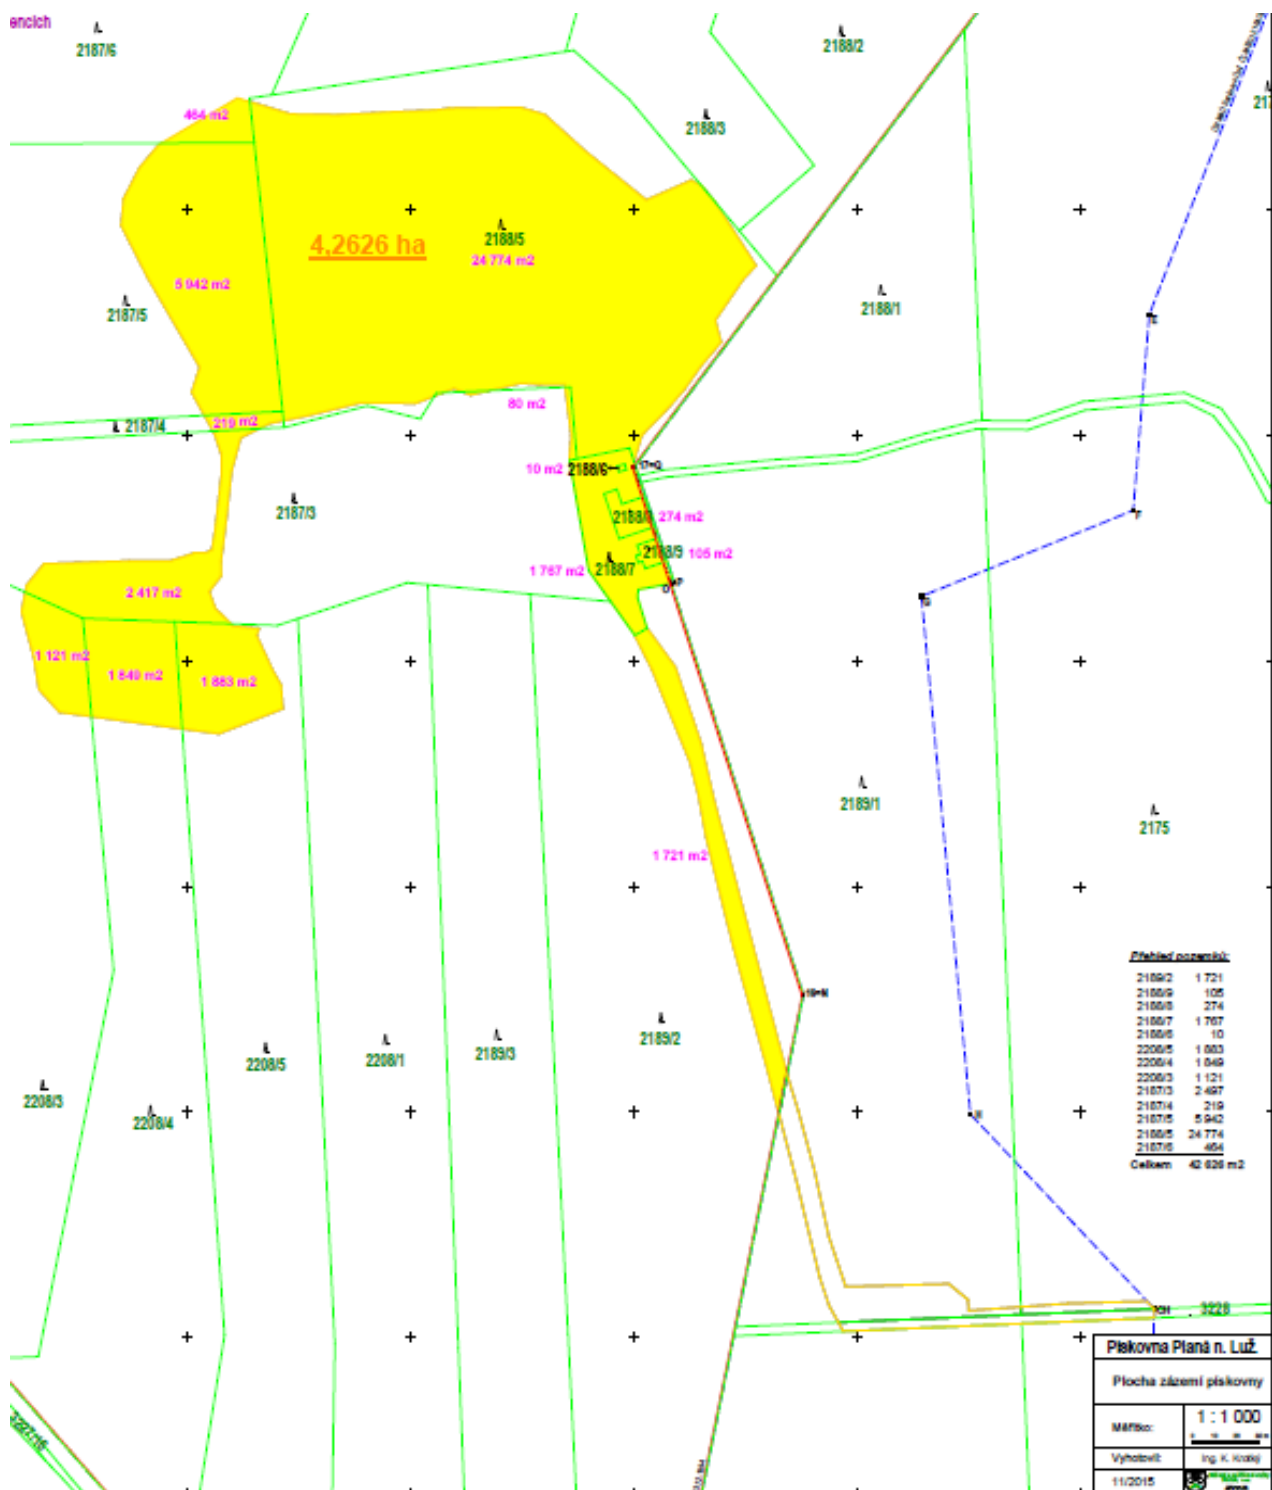 encích
2187/6
2188/2
464 m2
2188/3
4,2626 ha
2188/5
24 774 m2
5 942 m2
2187/5
2188/1
E
80 m2
2187/4
219 m2
17=Q
10 m2
2188/6
2187/3
274 m2
F
2188/9
105 m2
1 767 m2
2188/7
2 417 m2
G
1 121 m2
1 849 m2
1 883 m2
2189/1
2175
1 721 m2
Přehled pozemků:
2189/2 1 721
2188/9 105
2188/8 274
2188/7 1 767
2188/6 10
2208/5 1 883
2208/4 1 849
2208/3 1 121
2187/3 2 497
2187/4 219
2187/5 5 942
2188/5 24 774
2187/6 464
Celkem 42 626 m2
2189/2
2189/3
2208/1
2208/5
2208/3
2208/4
3228
Pískovna Planá n. Luž.
Plocha zázemí pískovny
Měřítko: 1 : 1 000
Vyhotovil: Ing. K. Krátký
11/2015